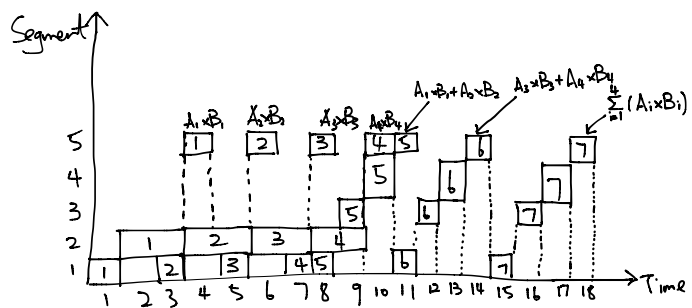 Segment
A₁×B₁ A₂×B₂ A₃×B₃ A₄×B₄ A₁×B₁+A₂×B₂ A₃×B₃+A₄×B₄ ∑⁴ᵢ₌₁(Aᵢ×Bᵢ)
5 1 2 3 4 5 6 7
4 5 6 7
3 5 6 7
2 1 2 3 4
1 1 2 3 4 5 6 7 Time
1 2 3 4 5 6 7 8 9 10 11 12 13 14 15 16 17 18